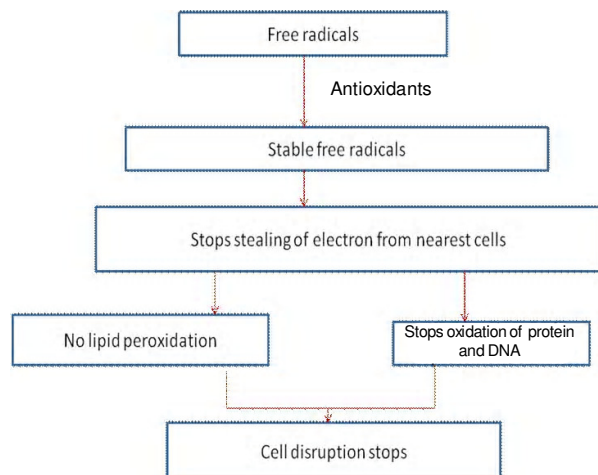 Free radicals
Antioxidants
Stable free radicals
Stops stealing of electron from nearest cells
No lipid peroxidation
Stops oxidation of protein
and DNA
Cell disruption stops